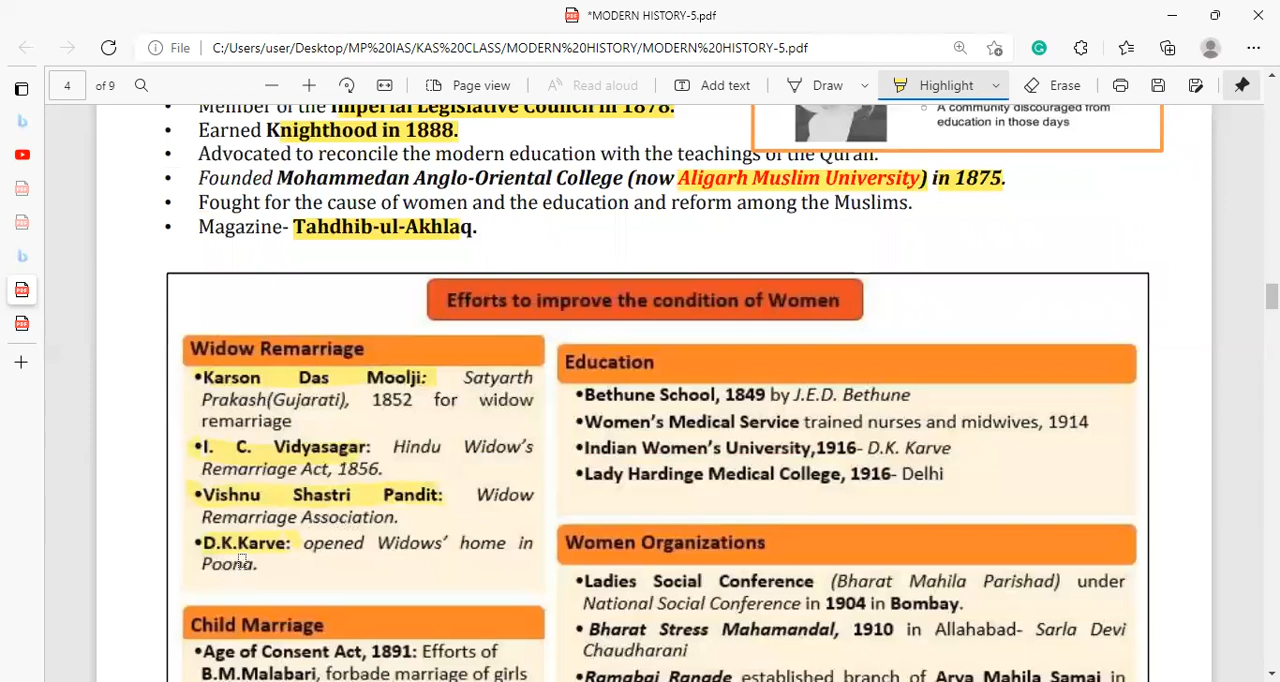 *MODERN HISTORY-5.pdf
File
C:/Users/user/Desktop/MP%20IAS/KAS%20CLASS/MODERN%20HISTORY/MODERN%20HISTORY-5.pdf
4 of 9
Page view
Read aloud
Add text
Draw
Highlight
Erase
• Member of the Imperial Legislative Council in 1878.
• Earned Knighthood in 1888.
• Advocated to reconcile the modern education with the teachings of the Quran.
• Founded Mohammedan Anglo-Oriental College (now Aligarh Muslim University) in 1875.
• Fought for the cause of women and the education and reform among the Muslims.
• Magazine- Tahdhib-ul-Akhlaq.
○ A community discouraged from
education in those days
Efforts to improve the condition of Women
Widow Remarriage
•Karson Das Moolji: Satyarth
Prakash(Gujarati), 1852 for widow
remarriage
•I. C. Vidyasagar: Hindu Widow's
Remarriage Act, 1856.
•Vishnu Shastri Pandit: Widow
Remarriage Association.
•D.K.Karve: opened Widows' home in
Poona.
Child Marriage
•Age of Consent Act, 1891: Efforts of
B.M.Malabari, forbade marriage of girls
Education
•Bethune School, 1849 by J.E.D. Bethune
•Women's Medical Service trained nurses and midwives, 1914
•Indian Women's University,1916- D.K. Karve
•Lady Hardinge Medical College, 1916- Delhi
Women Organizations
•Ladies Social Conference (Bharat Mahila Parishad) under
National Social Conference in 1904 in Bombay.
• Bharat Stress Mahamandal, 1910 in Allahabad- Sarla Devi
Chaudharani
•Ramabai Ranade established branch of Arya Mahila Samaj in